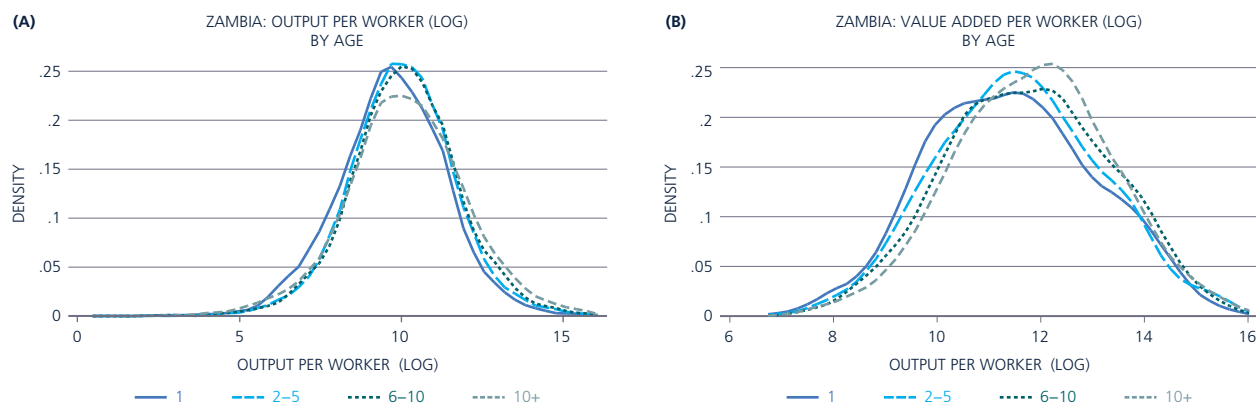 (A)
ZAMBIA: OUTPUT PER WORKER (LOG)
BY AGE
.25
.2
.15
.1
.05
0
DENSITY
0 5 10 15
OUTPUT PER WORKER (LOG)
1 2–5 6–10 10+
(B)
ZAMBIA: VALUE ADDED PER WORKER (LOG)
BY AGE
.25
.2
.15
.1
.05
0
DENSITY
6 8 10 12 14 16
OUTPUT PER WORKER (LOG)
1 2–5 6–10 10+